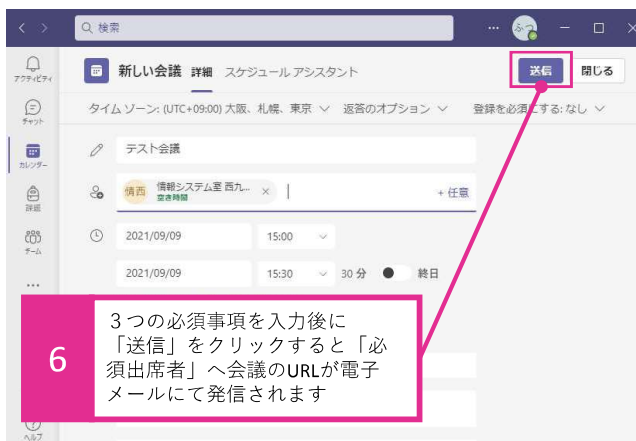 検索
アクティビティ
新しい会議 詳細 スケジュール アシスタント
送信 閉じる
チャット
タイム ゾーン: (UTC+09:00) 大阪、札幌、東京 返答のオプション 登録を必須にする: なし
カレンダー
テスト会議
情西 情報システム室 西九... × + 任意
空き時間
課題
2021/09/09 15:00
チーム
2021/09/09 15:30 30 分 終日
...
6
３つの必須事項を入力後に
「送信」をクリックすると「必
須出席者」へ会議のURLが電子
メールにて発信されます
ヘルプ